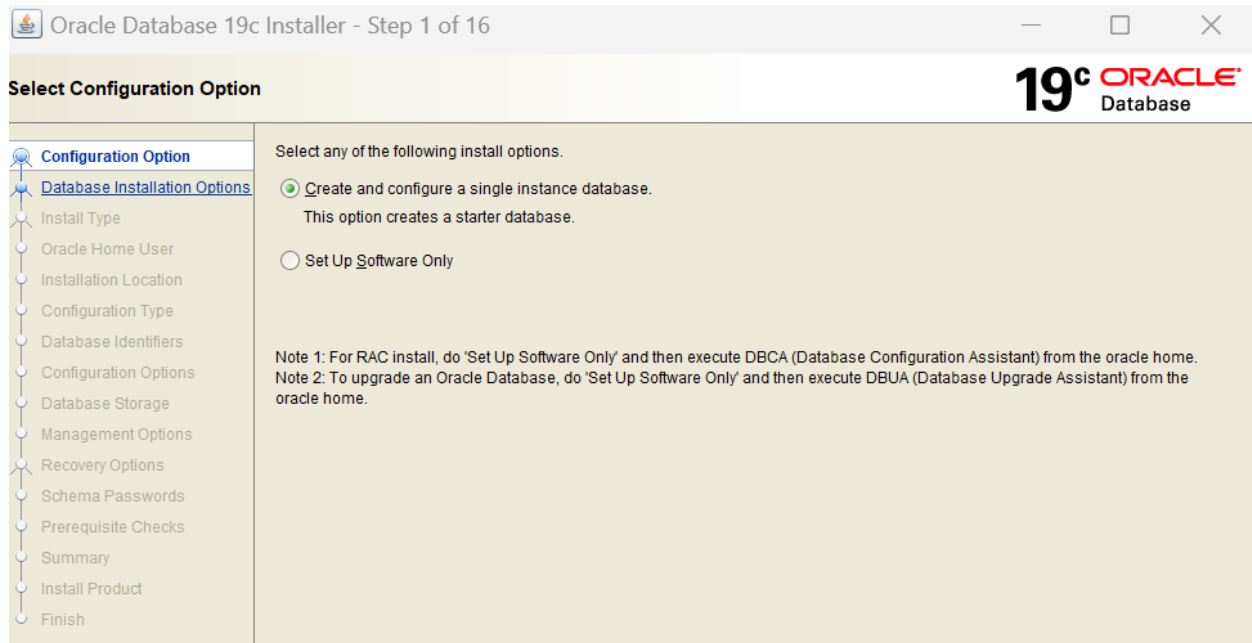 Oracle Database 19c Installer - Step 1 of 16
Select Configuration Option
19c ORACLE
Database
Configuration Option
Database Installation Options
Install Type
Oracle Home User
Installation Location
Configuration Type
Database Identifiers
Configuration Options
Database Storage
Management Options
Recovery Options
Schema Passwords
Prerequisite Checks
Summary
Install Product
Finish
Select any of the following install options.
Create and configure a single instance database.
This option creates a starter database.
Set Up Software Only
Note 1: For RAC install, do 'Set Up Software Only' and then execute DBCA (Database Configuration Assistant) from the oracle home.
Note 2: To upgrade an Oracle Database, do 'Set Up Software Only' and then execute DBUA (Database Upgrade Assistant) from the
oracle home.